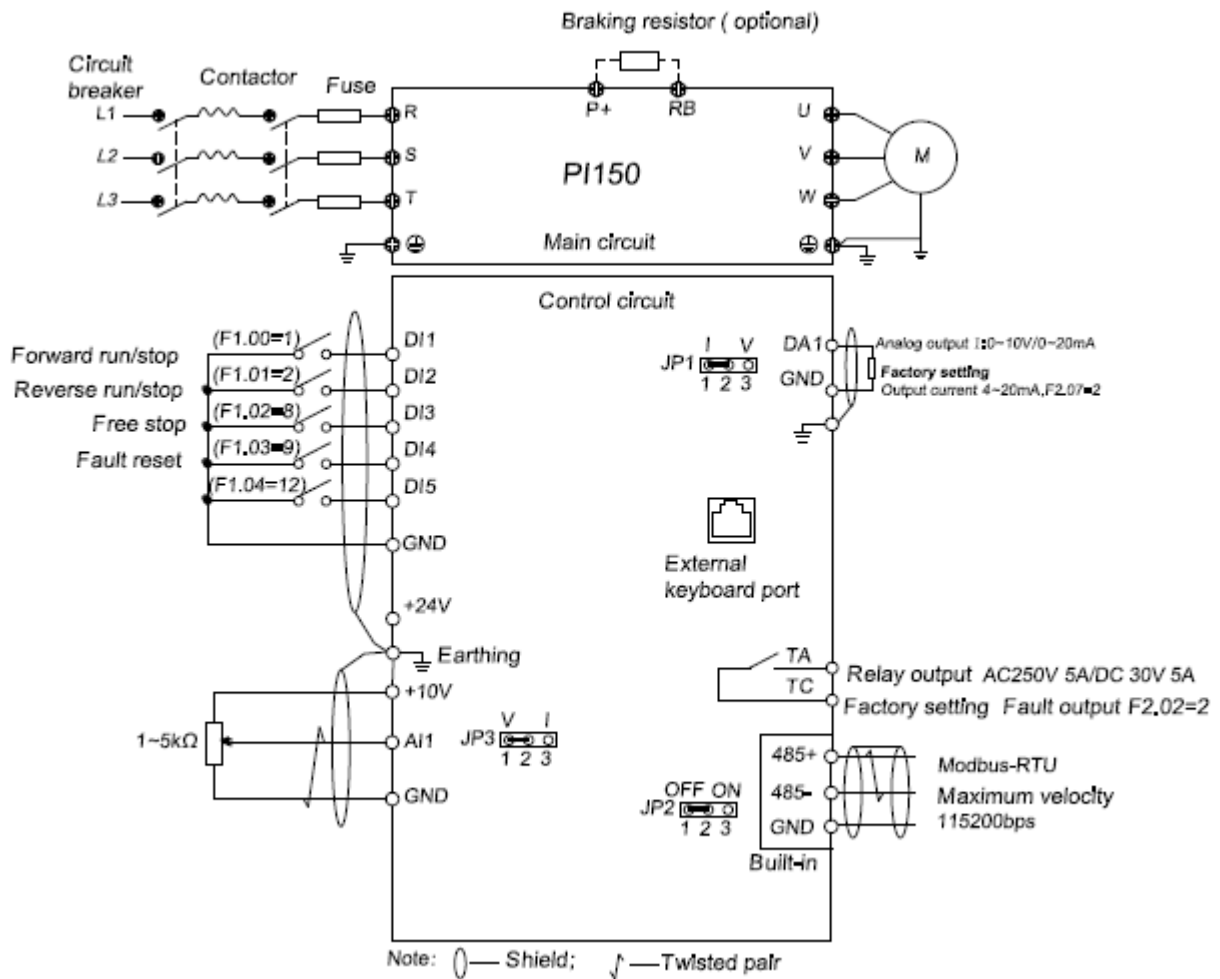 Braking resistor ( optional)
Circuit
breaker
Contactor
Fuse
L1
R
P+
RB
U
L2
S
PI150
V
M
L3
T
W
Main circuit
Control circuit
Forward run/stop
(F1.00=1)
DI1
Reverse run/stop
(F1.01=2)
DI2
Free stop
(F1.02=8)
DI3
Fault reset
(F1.03=9)
DI4
(F1.04=12)
DI5
GND
+24V
Earthing
+10V
1~5kΩ
AI1
GND
I V
JP1
1 2 3
DA1
GND
Analog output 1:0~10V/0~20mA
Factory setting
Output current 4~20mA,F2.07=2
External
keyboard port
TA
TC
Relay output AC250V 5A/DC 30V 5A
Factory setting Fault output F2.02=2
V I
JP3
1 2 3
OFF ON
JP2
1 2 3
485+
485-
GND
Built-in
Modbus-RTU
Maximum velocity
115200bps
Note: — Shield; — Twisted pair